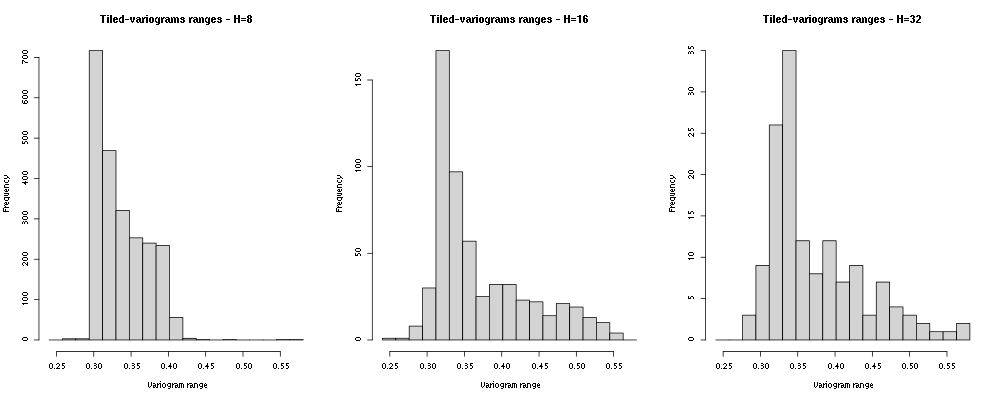 Tiled-variograms ranges - H=8
Tiled-variograms ranges - H=16
Tiled-variograms ranges - H=32
Frequency
0
100
200
300
400
500
600
700
0.25 0.30 0.35 0.40 0.45 0.50 0.55
Variogram range
Frequency
0
50
100
150
0.25 0.30 0.35 0.40 0.45 0.50 0.55
Variogram range
Frequency
0
5
10
15
20
25
30
35
0.25 0.30 0.35 0.40 0.45 0.50 0.55
Variogram range